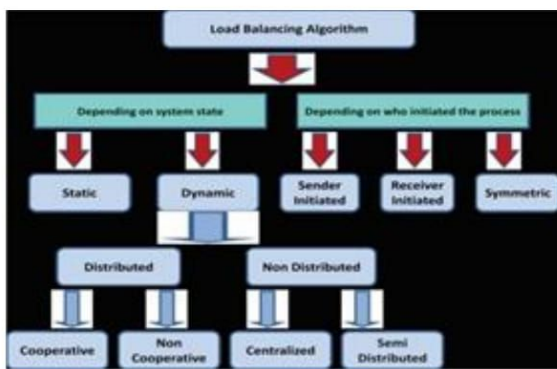 Load Balancing Algorithm
Depending on system state
Depending on who initiated the process
Static
Dynamic
Sender
Initiated
Receiver
Initiated
Symmetric
Distributed
Non Distributed
Cooperative
Non
Cooperative
Centralized
Semi
Distributed